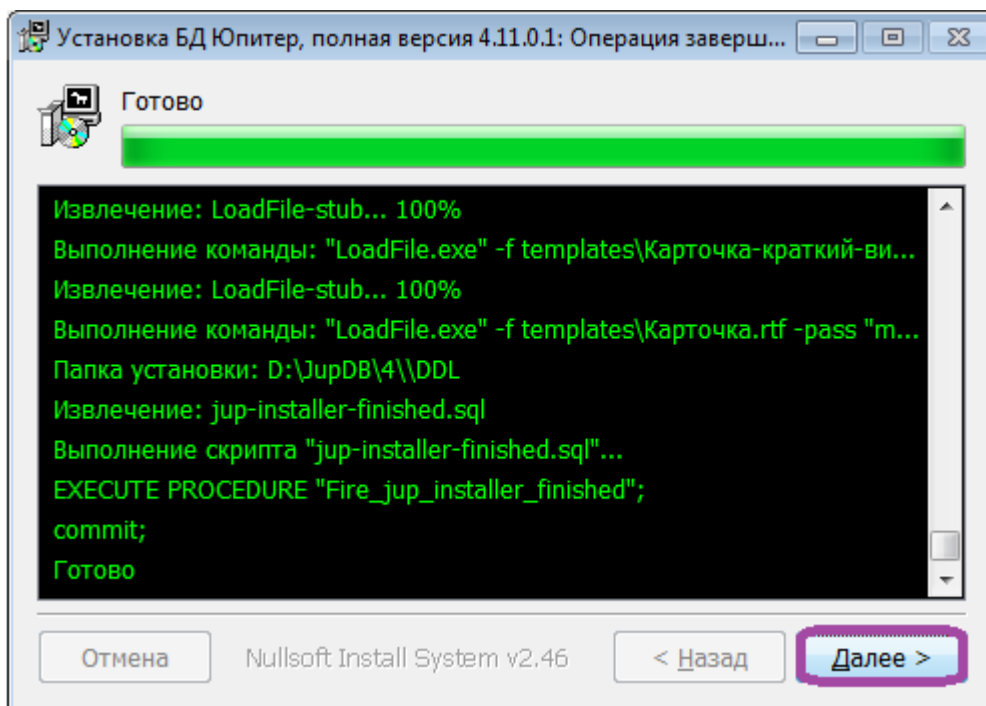 Установка БД Юпитер, полная версия 4.11.0.1: Операция заверш...
Готово
Извлечение: LoadFile-stub... 100%
Выполнение команды: "LoadFile.exe" -f templates\Карточка-краткий-ви...
Извлечение: LoadFile-stub... 100%
Выполнение команды: "LoadFile.exe" -f templates\Карточка.rtf -pass "m...
Папка установки: D:\JupDB\4\\DDL
Извлечение: jup-installer-finished.sql
Выполнение скрипта "jup-installer-finished.sql"...
EXECUTE PROCEDURE "Fire_jup_installer_finished";
commit;
Готово
Отмена
Nullsoft Install System v2.46
< Назад
Далее >